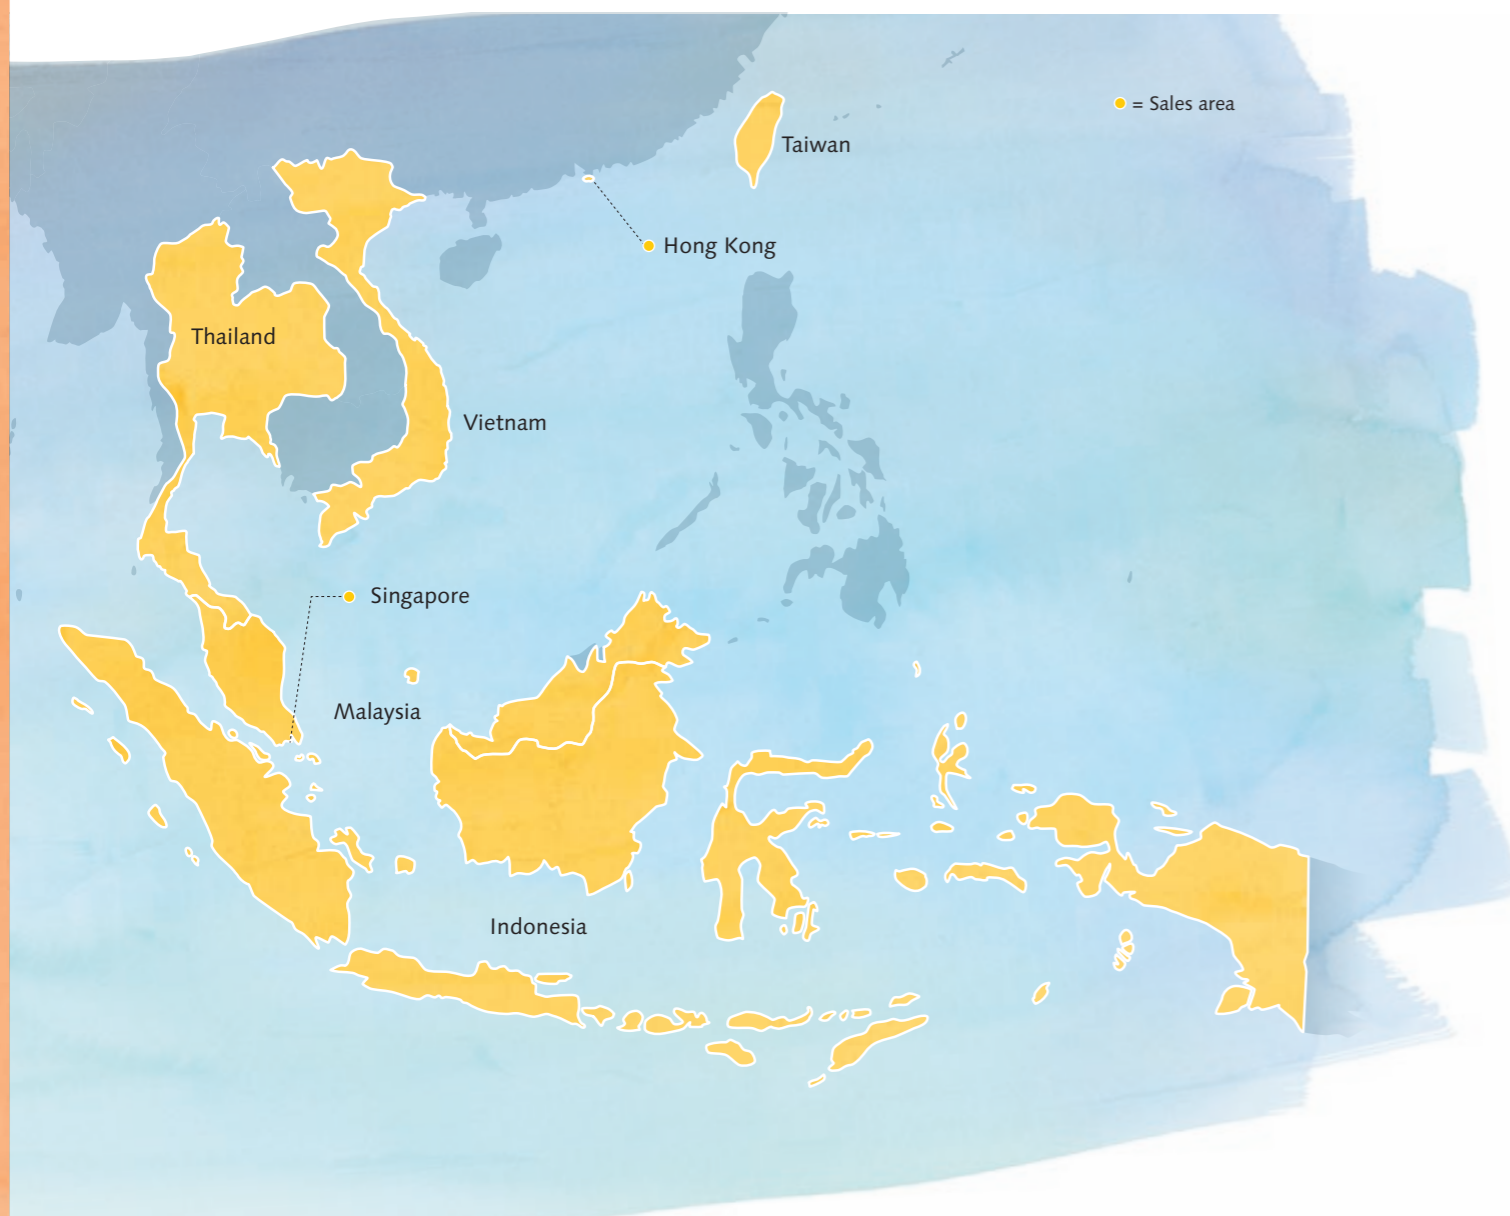 = Sales area
Taiwan
Hong Kong
Thailand
Vietnam
Singapore
Malaysia
Indonesia